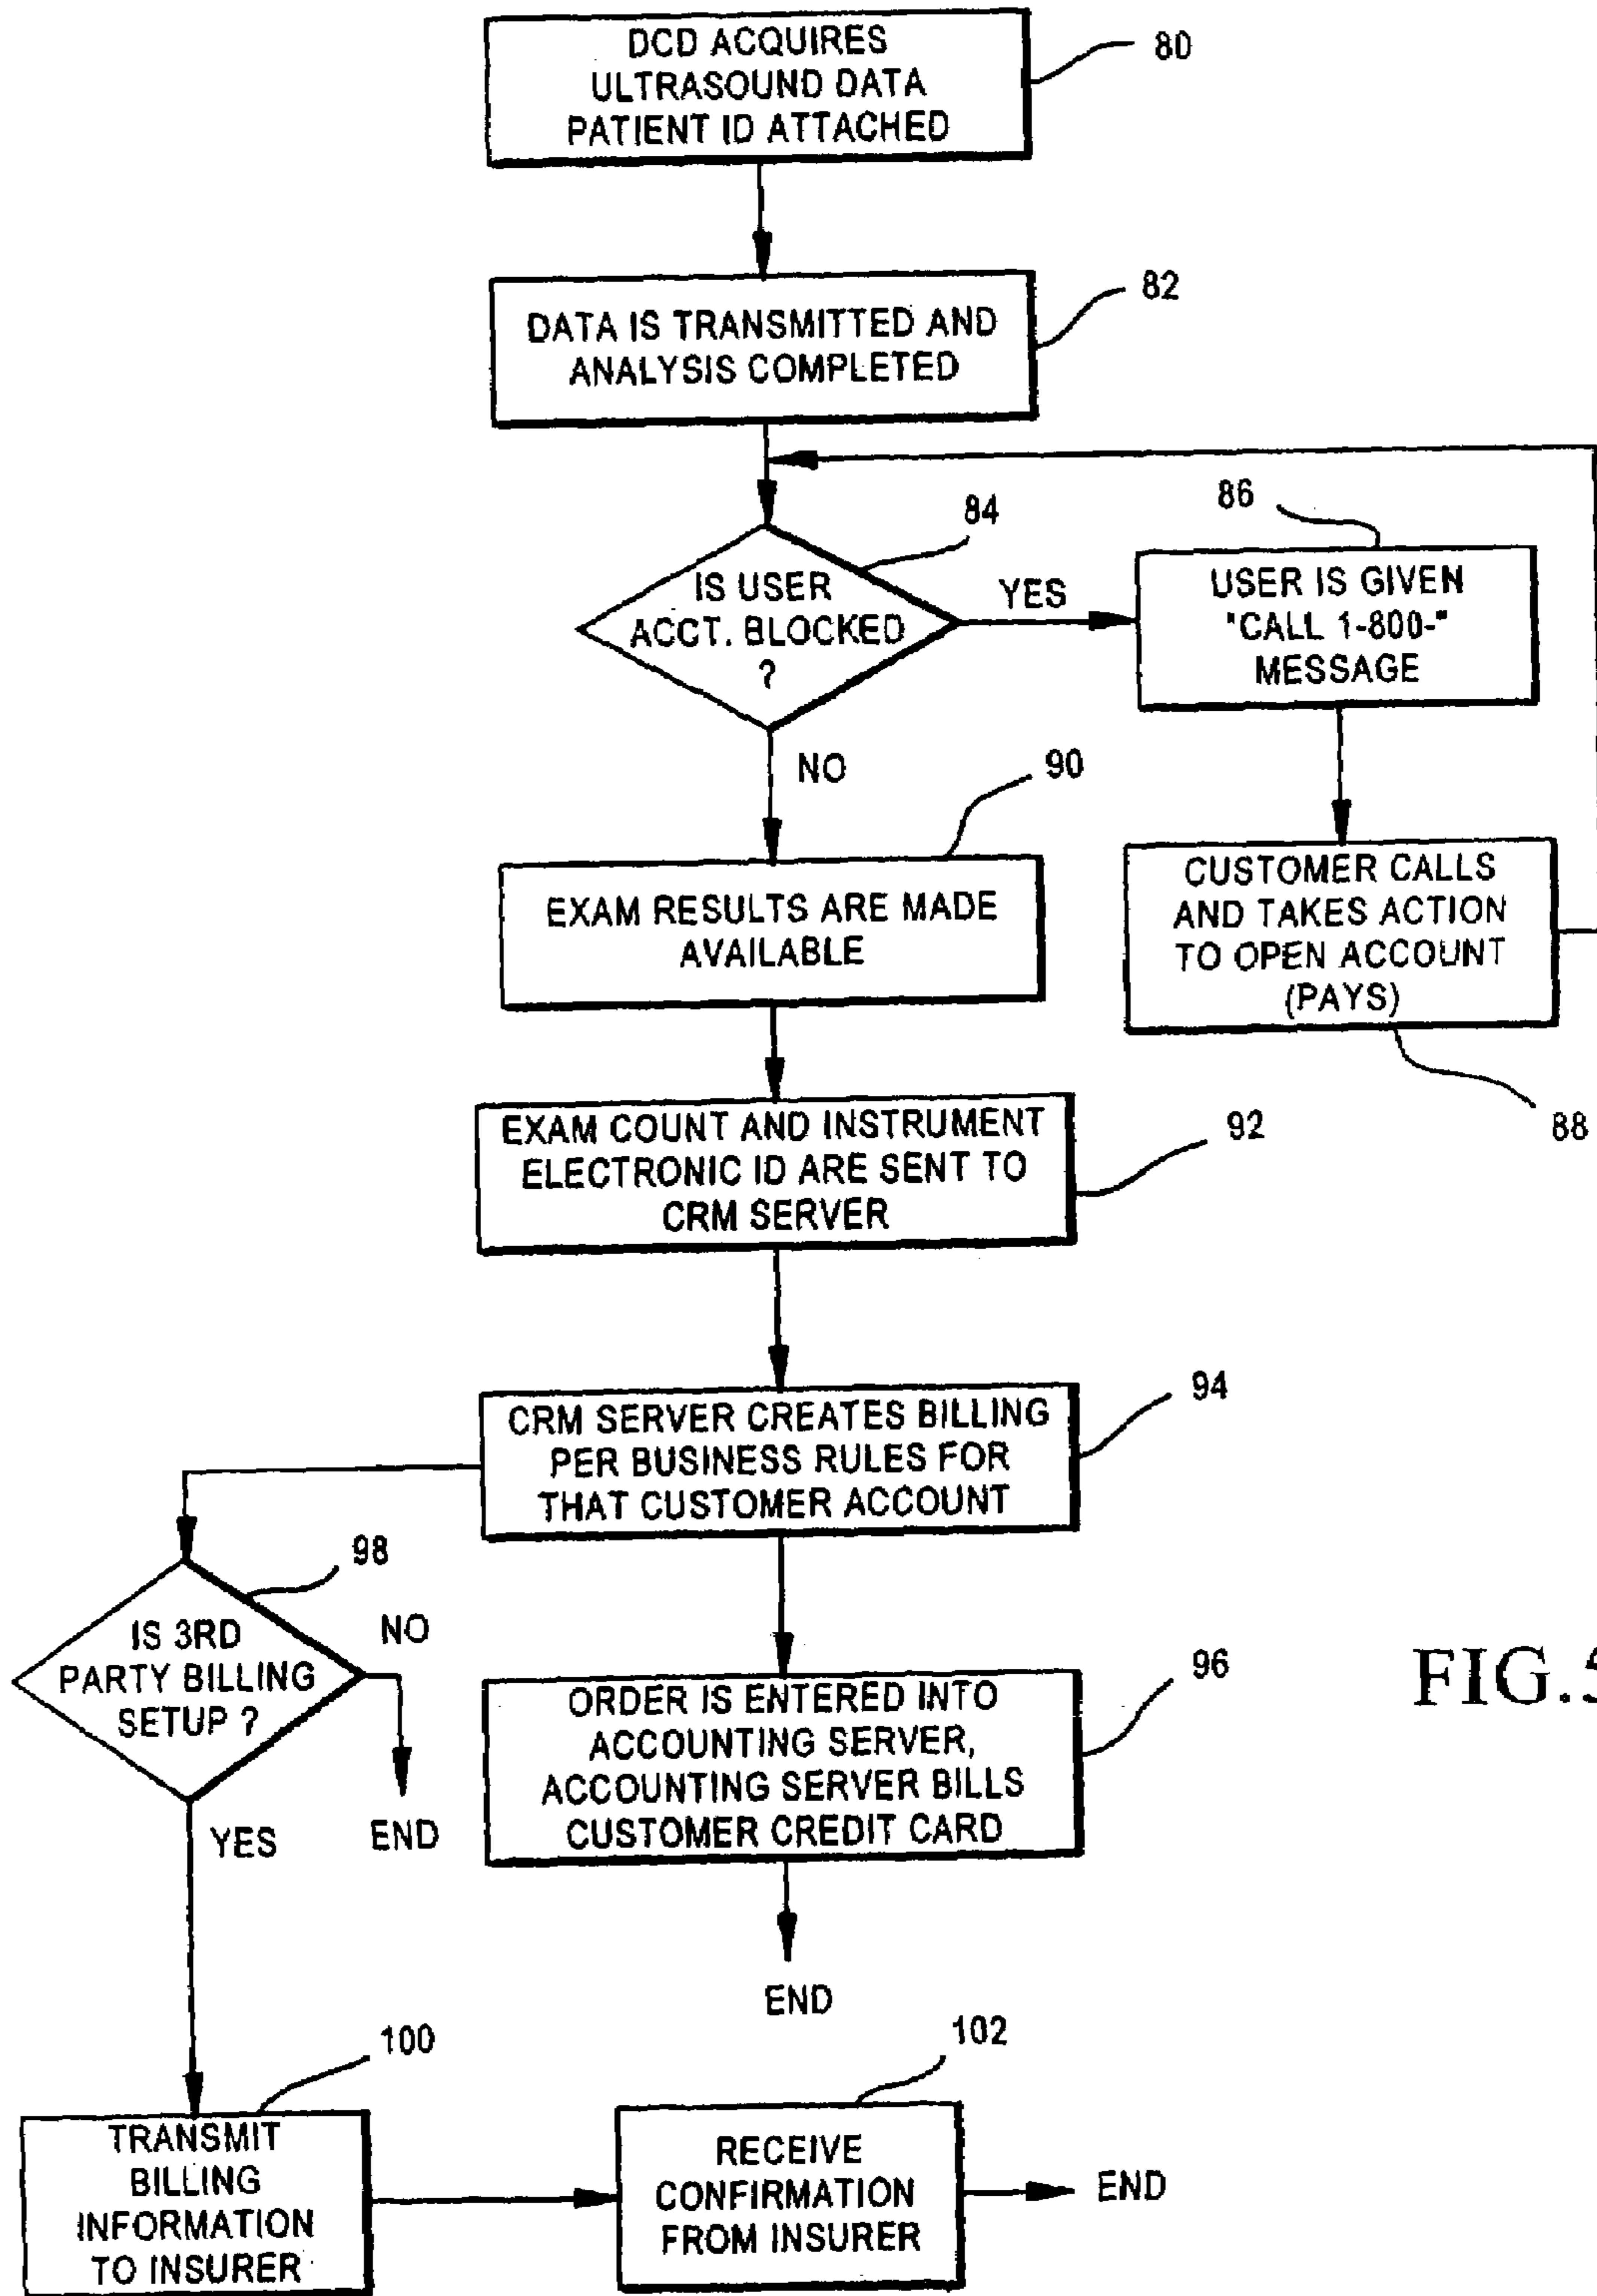 DCD ACQUIRES
ULTRASOUND DATA
PATIENT ID ATTACHED
80
DATA IS TRANSMITTED AND
ANALYSIS COMPLETED
82
IS USER
ACCT. BLOCKED
?
84
YES
NO
USER IS GIVEN
"CALL 1-800-"
MESSAGE
86
CUSTOMER CALLS
AND TAKES ACTION
TO OPEN ACCOUNT
(PAYS)
88
EXAM RESULTS ARE MADE
AVAILABLE
90
EXAM COUNT AND INSTRUMENT
ELECTRONIC ID ARE SENT TO
CRM SERVER
92
CRM SERVER CREATES BILLING
PER BUSINESS RULES FOR
THAT CUSTOMER ACCOUNT
94
ORDER IS ENTERED INTO
ACCOUNTING SERVER,
ACCOUNTING SERVER BILLS
CUSTOMER CREDIT CARD
96
END
IS 3RD
PARTY BILLING
SETUP ?
98
NO
END
YES
TRANSMIT
BILLING
INFORMATION
TO INSURER
100
RECEIVE
CONFIRMATION
FROM INSURER
102
END
FIG.5